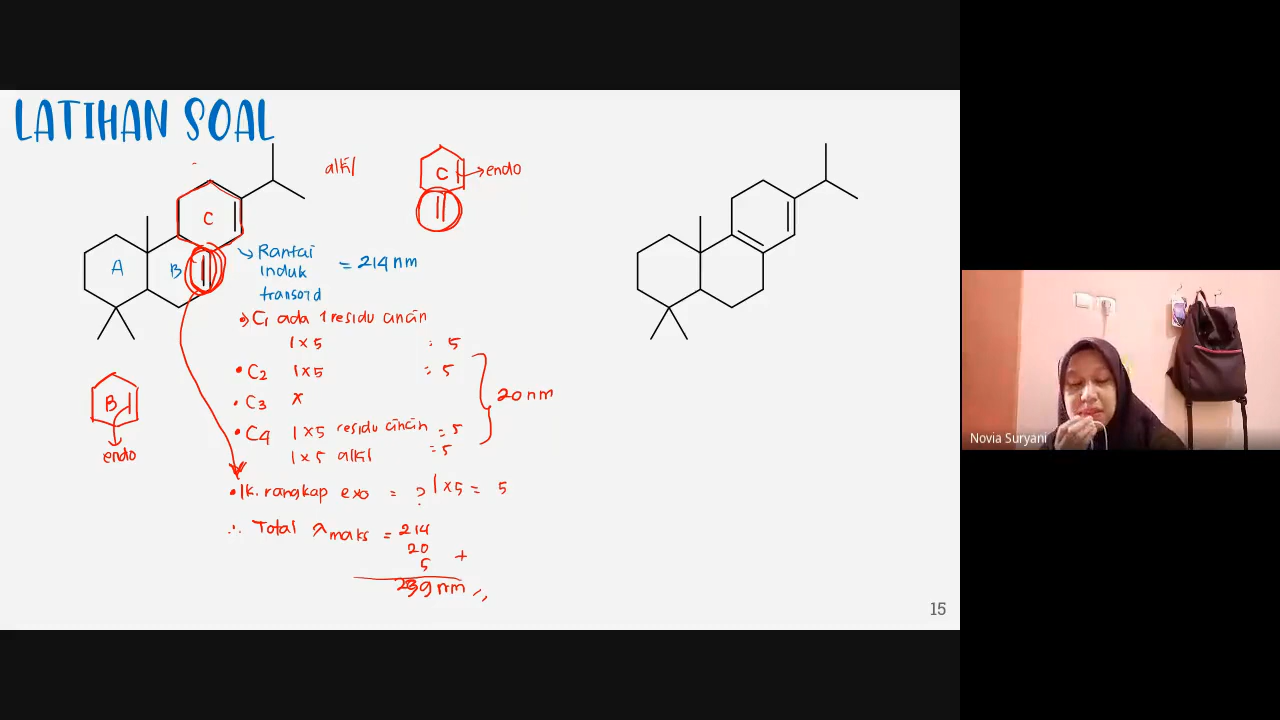 LATIHAN SOAL
alkil
C
endo
C
A
B
Rantai
induk
transoid
= 214 nm
C1 ada 1 residu cincin
1 x 5 = 5
• C2 1 x 5 = 5
• C3 x
• C4 1 x 5 residu cincin = 5
1 x 5 alkil = 5
20 nm
B
endo
• Ik. rangkap exo = ? 1 x 5 = 5
∴ Total λ maks = 214
20
5 +
239 nm //
15
Novia Suryani